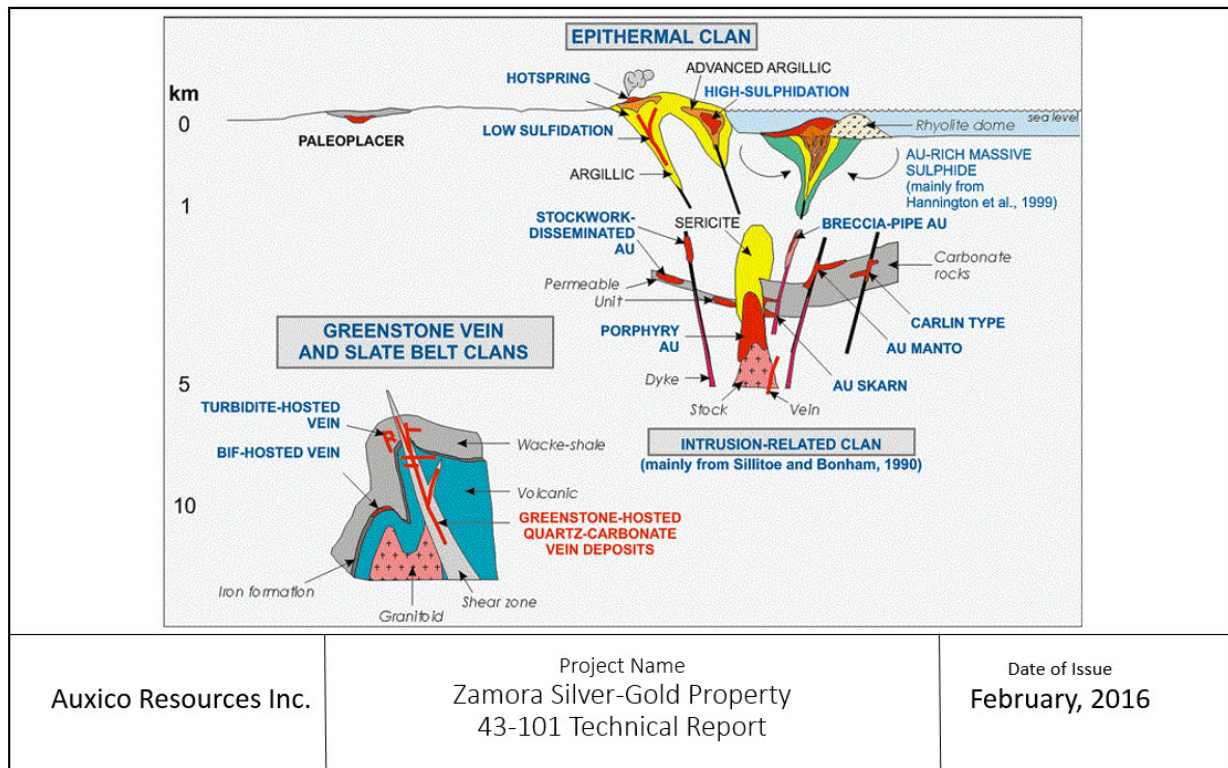 EPITHERMAL CLAN
ADVANCED ARGILLIC
HOTSPRING
HIGH-SULPHIDATION
km
0
PALEOPLACER
LOW SULFIDATION
Rhyolite dome
sea level
ARGILLIC
AU-RICH MASSIVE
SULPHIDE
(mainly from
Hannington et al., 1999)
1
STOCKWORK-
DISSEMINATED
AU
SERICITE
BRECCIA-PIPE AU
Permeable
Unit
Carbonate
rocks
GREENSTONE VEIN
AND SLATE BELT CLANS
PORPHYRY
AU
CARLIN TYPE
AU MANTO
5
Dyke
AU SKARN
Stock
Vein
TURBIDITE-HOSTED
VEIN
BIF-HOSTED VEIN
Wacke-shale
INTRUSION-RELATED CLAN
(mainly from Sillitoe and Bonham, 1990)
10
Volcanic
GREENSTONE-HOSTED
QUARTZ-CARBONATE
VEIN DEPOSITS
Iron formation
Granitoid
Shear zone
Auxico Resources Inc.
Project Name
Zamora Silver-Gold Property
43-101 Technical Report
Date of Issue
February, 2016